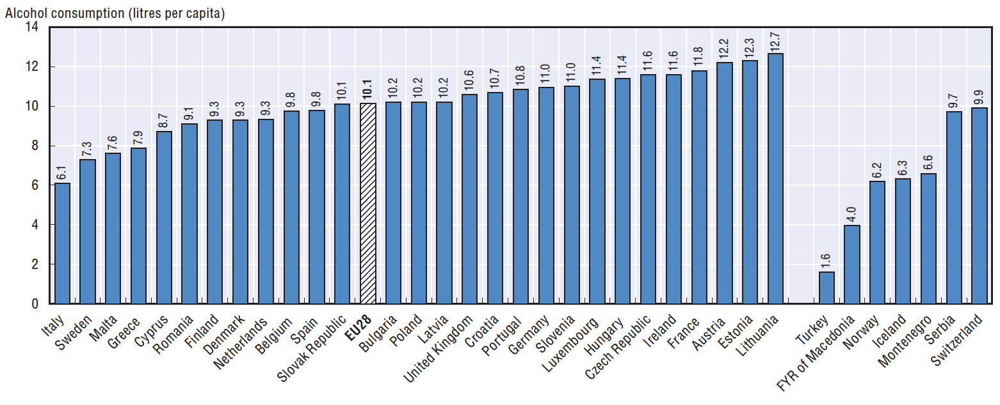 Alcohol consumption (litres per capita)
14
12
10
8
6
4
2
0
6.1
7.3
7.6
7.9
8.7
9.1
9.3
9.3
9.3
9.8
9.8
10.1
10.1
10.2
10.2
10.2
10.6
10.7
10.8
11.0
11.0
11.4
11.4
11.6
11.6
11.8
12.2
12.3
12.7
1.6
4.0
6.2
6.3
6.6
9.7
9.9
Italy
Sweden
Malta
Greece
Cyprus
Romania
Finland
Denmark
Netherlands
Belgium
Spain
Slovak Republic
EU28
Bulgaria
Poland
Latvia
United Kingdom
Croatia
Portugal
Germany
Slovenia
Luxembourg
Hungary
Czech Republic
Ireland
France
Austria
Estonia
Lithuania
Turkey
FYR of Macedonia
Norway
Iceland
Montenegro
Serbia
Switzerland